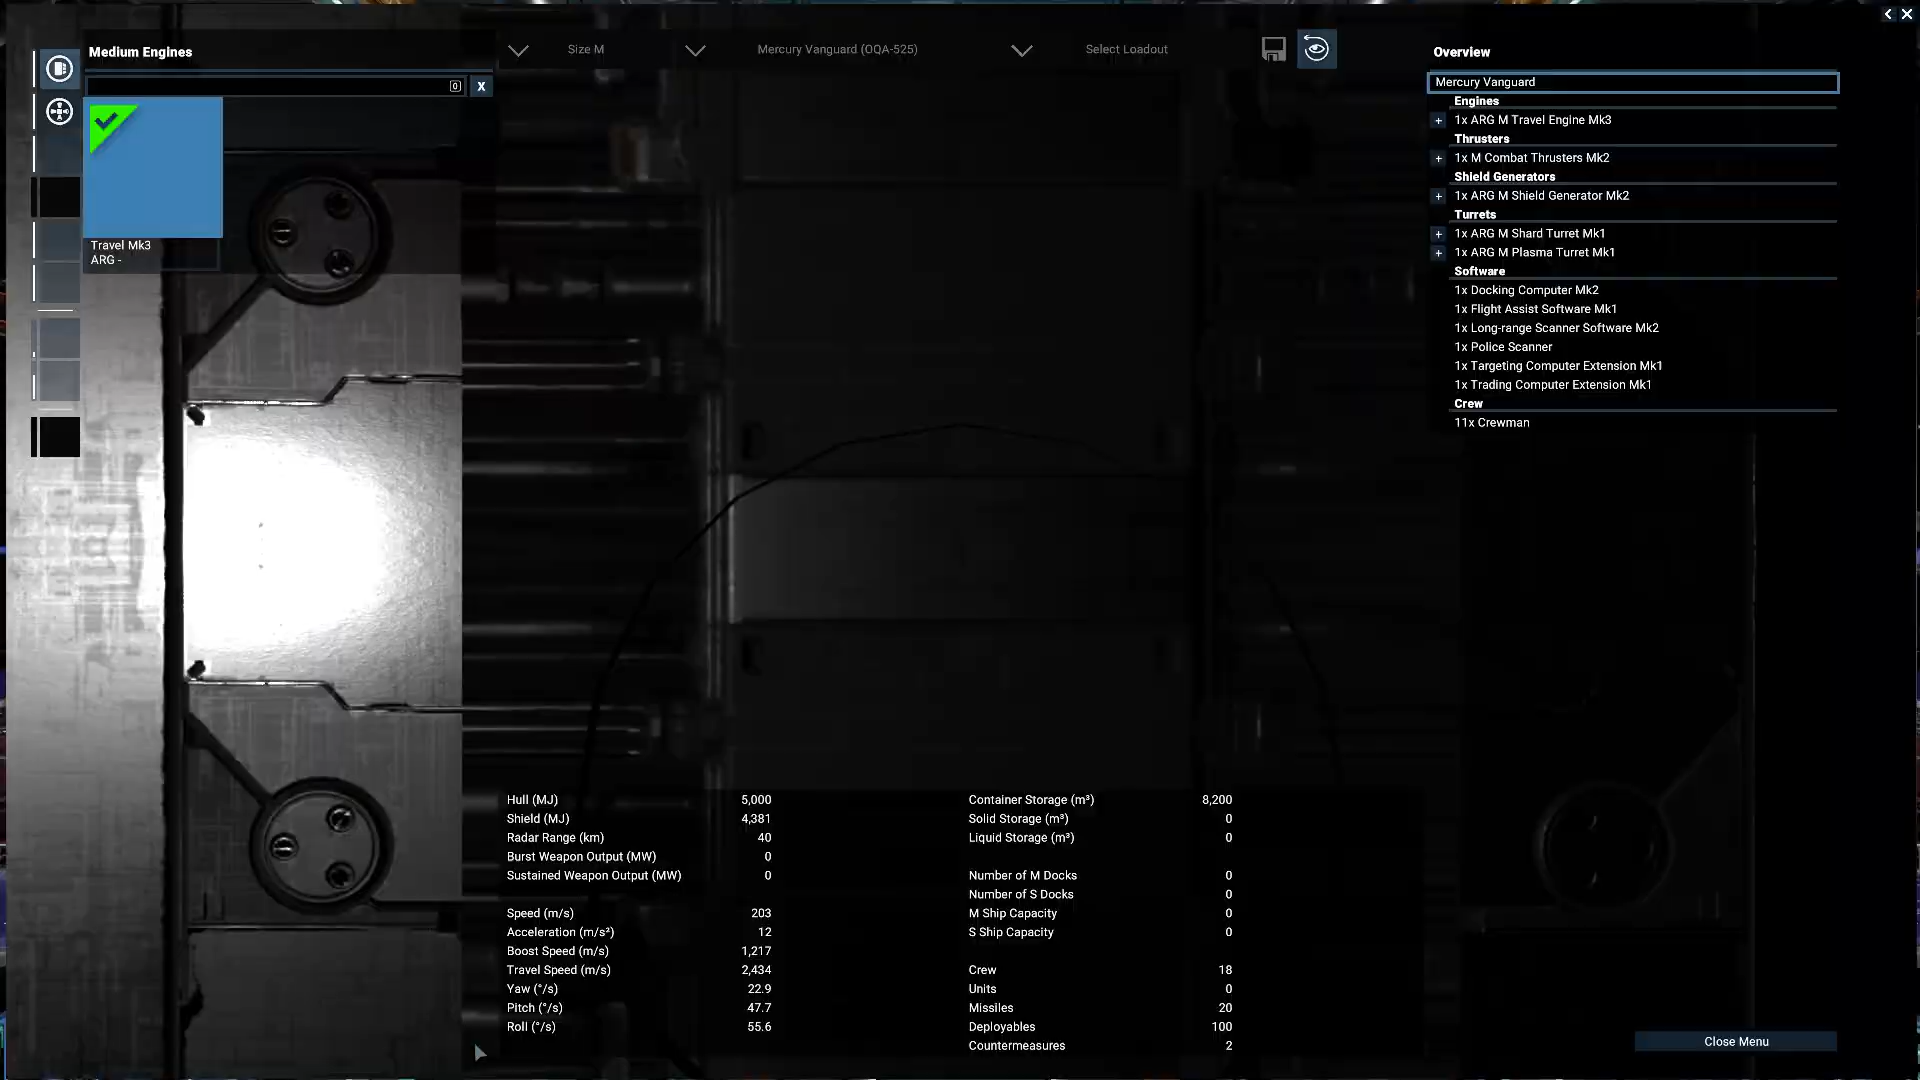 Medium Engines
0
X
Travel Mk3
ARG -
Size M
Mercury Vanguard (OQA-525)
Select Loadout
Overview
Mercury Vanguard
Engines
+ 1x ARG M Travel Engine Mk3
Thrusters
+ 1x M Combat Thrusters Mk2
Shield Generators
+ 1x ARG M Shield Generator Mk2
Turrets
+ 1x ARG M Shard Turret Mk1
+ 1x ARG M Plasma Turret Mk1
Software
1x Docking Computer Mk2
1x Flight Assist Software Mk1
1x Long-range Scanner Software Mk2
1x Police Scanner
1x Targeting Computer Extension Mk1
1x Trading Computer Extension Mk1
Crew
11x Crewman
Hull (MJ) 5,000
Shield (MJ) 4,381
Radar Range (km) 40
Burst Weapon Output (MW) 0
Sustained Weapon Output (MW) 0
Speed (m/s) 203
Acceleration (m/s²) 12
Boost Speed (m/s) 1,217
Travel Speed (m/s) 2,434
Yaw (°/s) 22.9
Pitch (°/s) 47.7
Roll (°/s) 55.6
Container Storage (m³) 8,200
Solid Storage (m³) 0
Liquid Storage (m³) 0
Number of M Docks 0
Number of S Docks 0
M Ship Capacity 0
S Ship Capacity 0
Crew 18
Units 0
Missiles 20
Deployables 100
Countermeasures 2
Close Menu